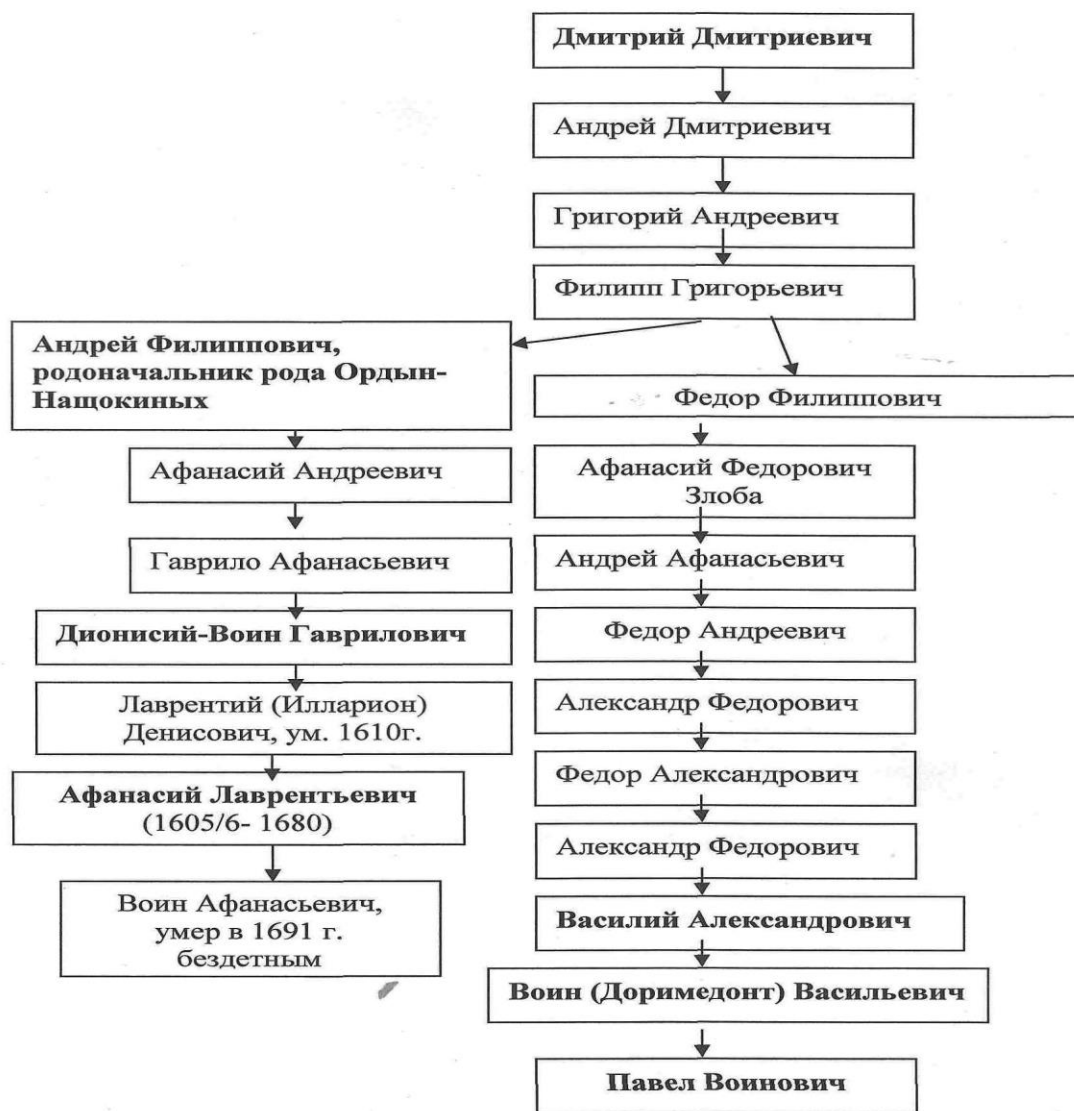 Дмитрий Дмитриевич
Андрей Дмитриевич
Григорий Андреевич
Филипп Григорьевич
Андрей Филиппович,
родоначальник рода Ордын-
Нащокиных
Афанасий Андреевич
Гаврило Афанасьевич
Дионисий-Воин Гаврилович
Лаврентий (Илларион)
Денисович, ум. 1610г.
Афанасий Лаврентьевич
(1605/6- 1680)
Воин Афанасьевич,
умер в 1691 г.
бездетным
Федор Филиппович
Афанасий Федорович
Злоба
Андрей Афанасьевич
Федор Андреевич
Александр Федорович
Федор Александрович
Александр Федорович
Василий Александрович
Воин (Доримедонт) Васильевич
Павел Воинович